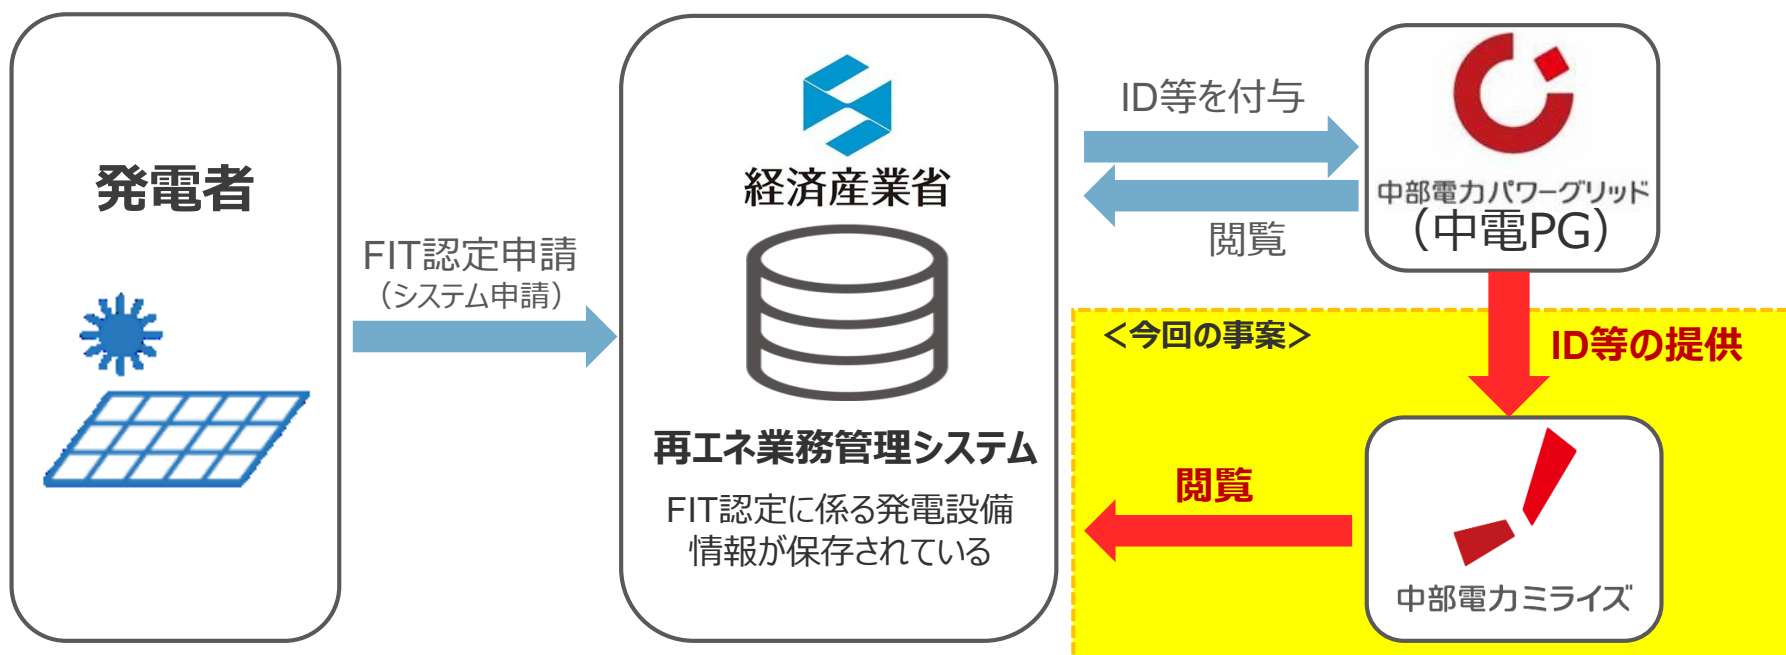 発電者
FIT認定申請
（システム申請）
経済産業省
再エネ業務管理システム
FIT認定に係る発電設備
情報が保存されている
ID等を付与
閲覧
中部電力パワーグリッド
（中電PG）
＜今回の事案＞
ID等の提供
閲覧
中部電力ミライズ